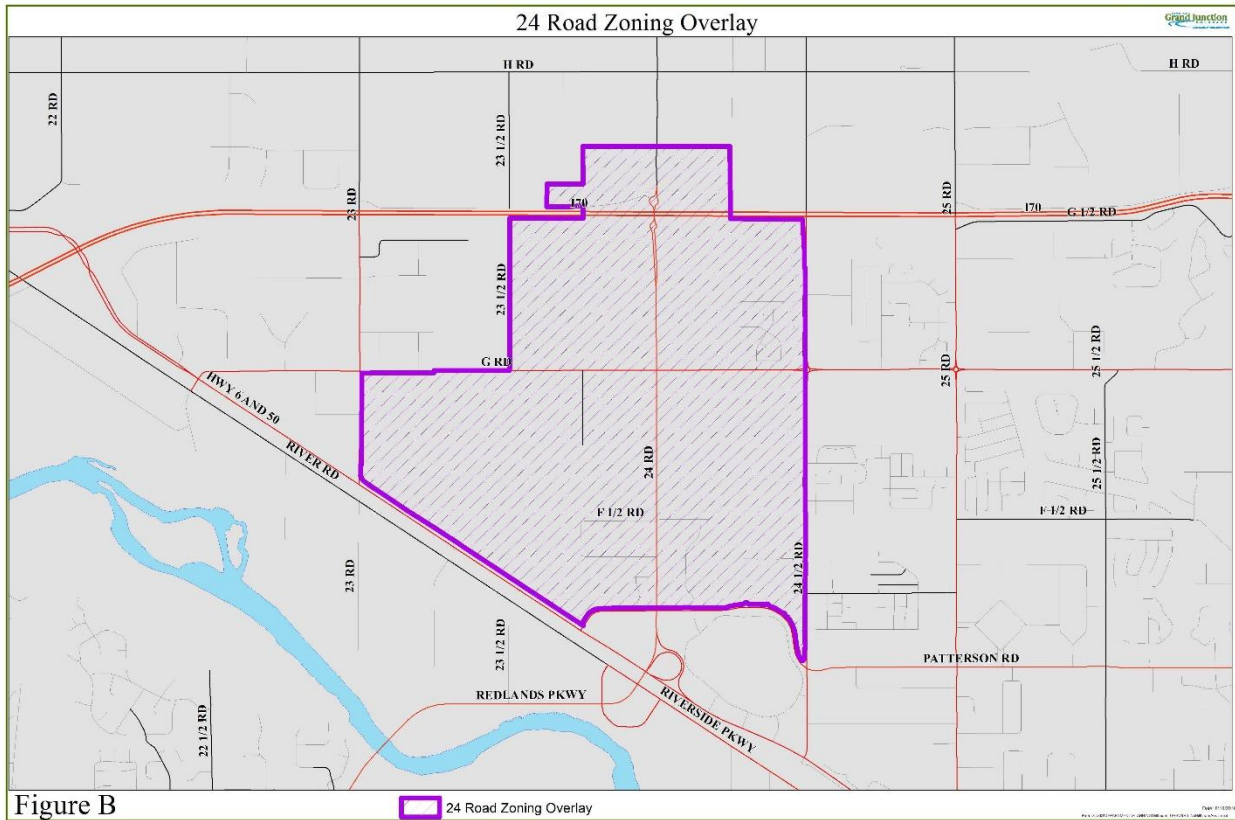 24 Road Zoning Overlay
Grand Junction
H RD
H RD
22 RD
23 1/2 RD
23 RD
I70
25 RD
I70
G 1/2 RD
23 1/2 RD
G RD
25 RD
25 1/2 RD
HWY 6 AND 50
RIVER RD
24 RD
25 1/2 RD
F 1/2 RD
F 1/2 RD
23 RD
24 1/2 RD
23 1/2 RD
PATTERSON RD
REDLANDS PKWY
RIVERSIDE PKWY
22 1/2 RD
Figure B
24 Road Zoning Overlay